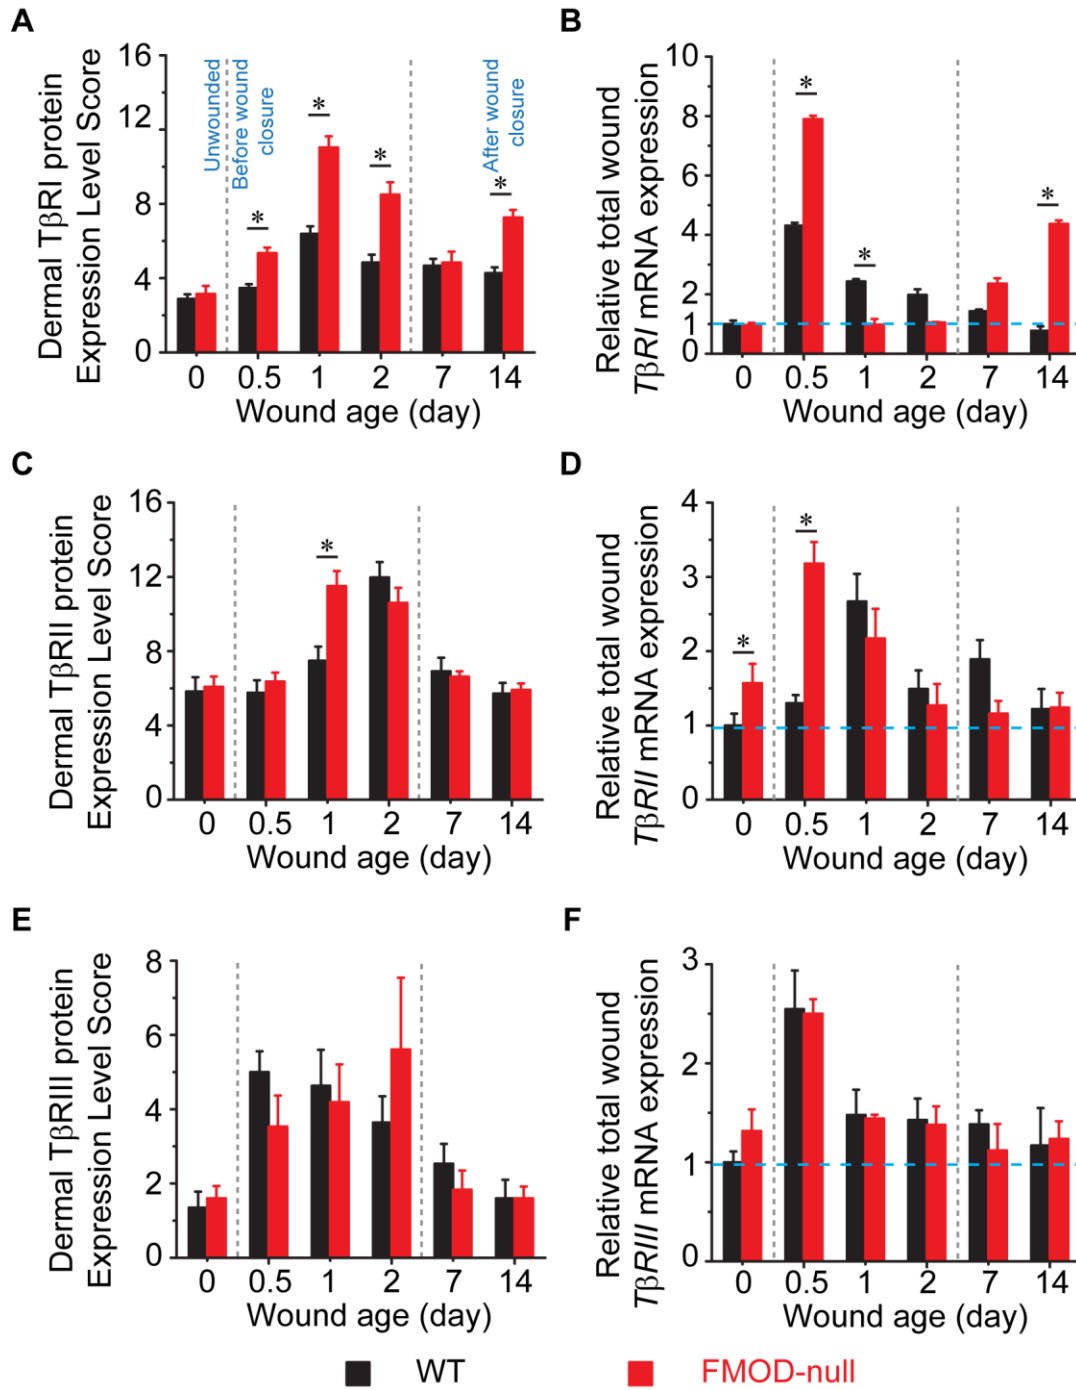 A
Dermal TβRI protein
Expression Level Score
16
12
8
4
0
Unwounded
Before wound
closure
After wound
closure
*
*
*
*
0 0.5 1 2 7 14
Wound age (day)
B
Relative total wound
TβRI mRNA expression
10
8
6
4
2
1
0
*
*
*
0 0.5 1 2 7 14
Wound age (day)
C
Dermal TβRII protein
Expression Level Score
16
12
8
4
0
*
0 0.5 1 2 7 14
Wound age (day)
D
Relative total wound
TβRII mRNA expression
4
3
2
1
0
*
*
0 0.5 1 2 7 14
Wound age (day)
E
Dermal TβRIII protein
Expression Level Score
8
6
4
2
0
0 0.5 1 2 7 14
Wound age (day)
F
Relative total wound
TβRIII mRNA expression
3
2
1
0
0 0.5 1 2 7 14
Wound age (day)
WT FMOD-null